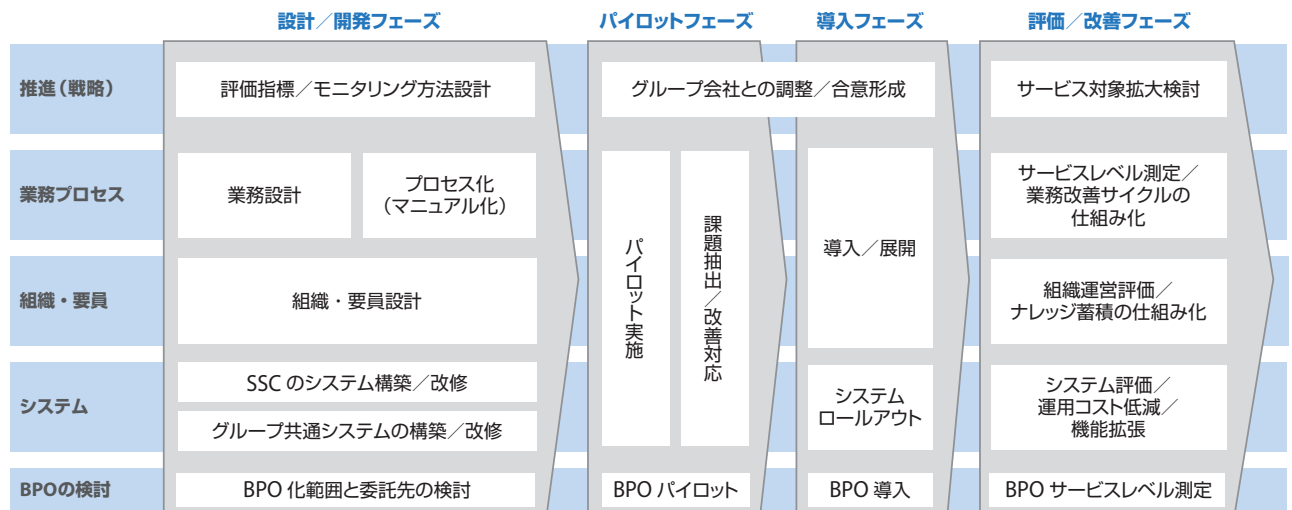 設計／開発フェーズ
パイロットフェーズ
導入フェーズ
評価／改善フェーズ
推進（戦略）
評価指標／モニタリング方法設計
グループ会社との調整／合意形成
サービス対象拡大検討
業務プロセス
業務設計
プロセス化
（マニュアル化）
パイロット実施
課題抽出／改善対応
導入／展開
サービスレベル測定／
業務改善サイクルの
仕組み化
組織・要員
組織・要員設計
組織運営評価／
ナレッジ蓄積の仕組み化
システム
SSC のシステム構築／改修
グループ共通システムの構築／改修
システム
ロールアウト
システム評価／
運用コスト低減／
機能拡張
BPOの検討
BPO 化範囲と委託先の検討
BPO パイロット
BPO 導入
BPO サービスレベル測定